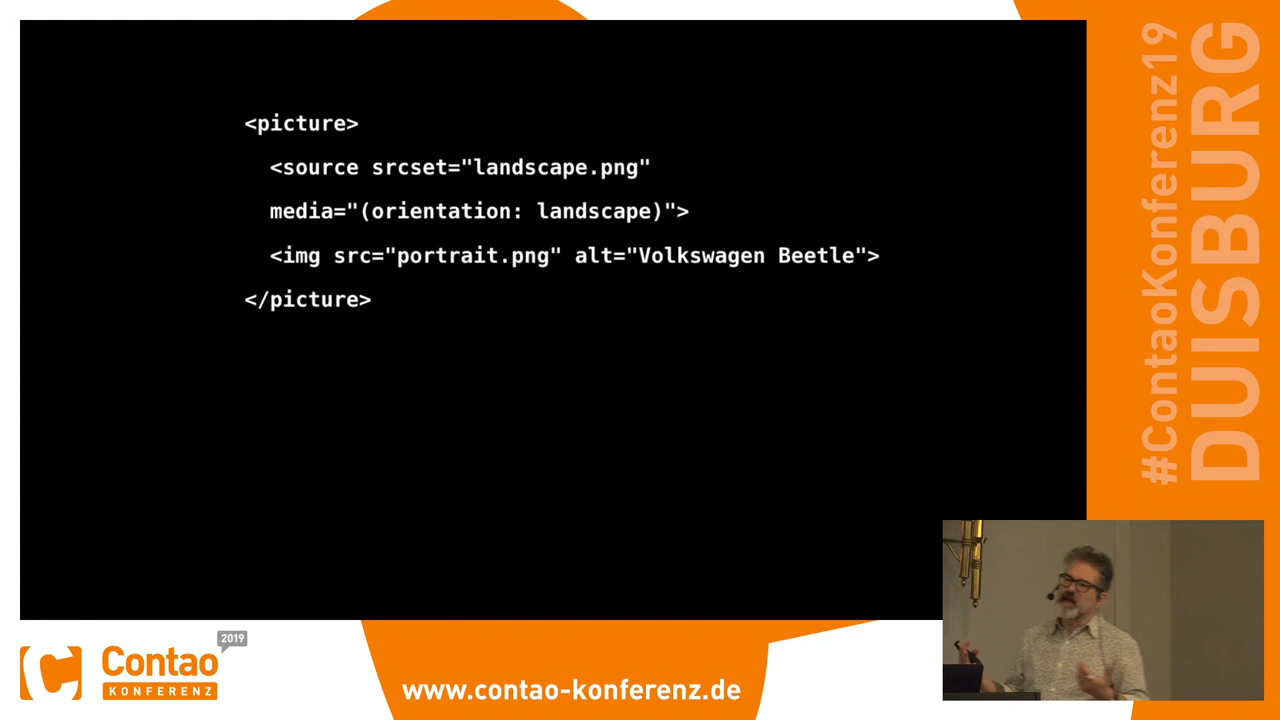 <picture>
<source srcset="landscape.png"
media="(orientation: landscape)">
<img src="portrait.png" alt="Volkswagen Beetle">
</picture>
#ContaoKonferenz19
DUISBURG
2019
Contao
KONFERENZ
www.contao-konferenz.de